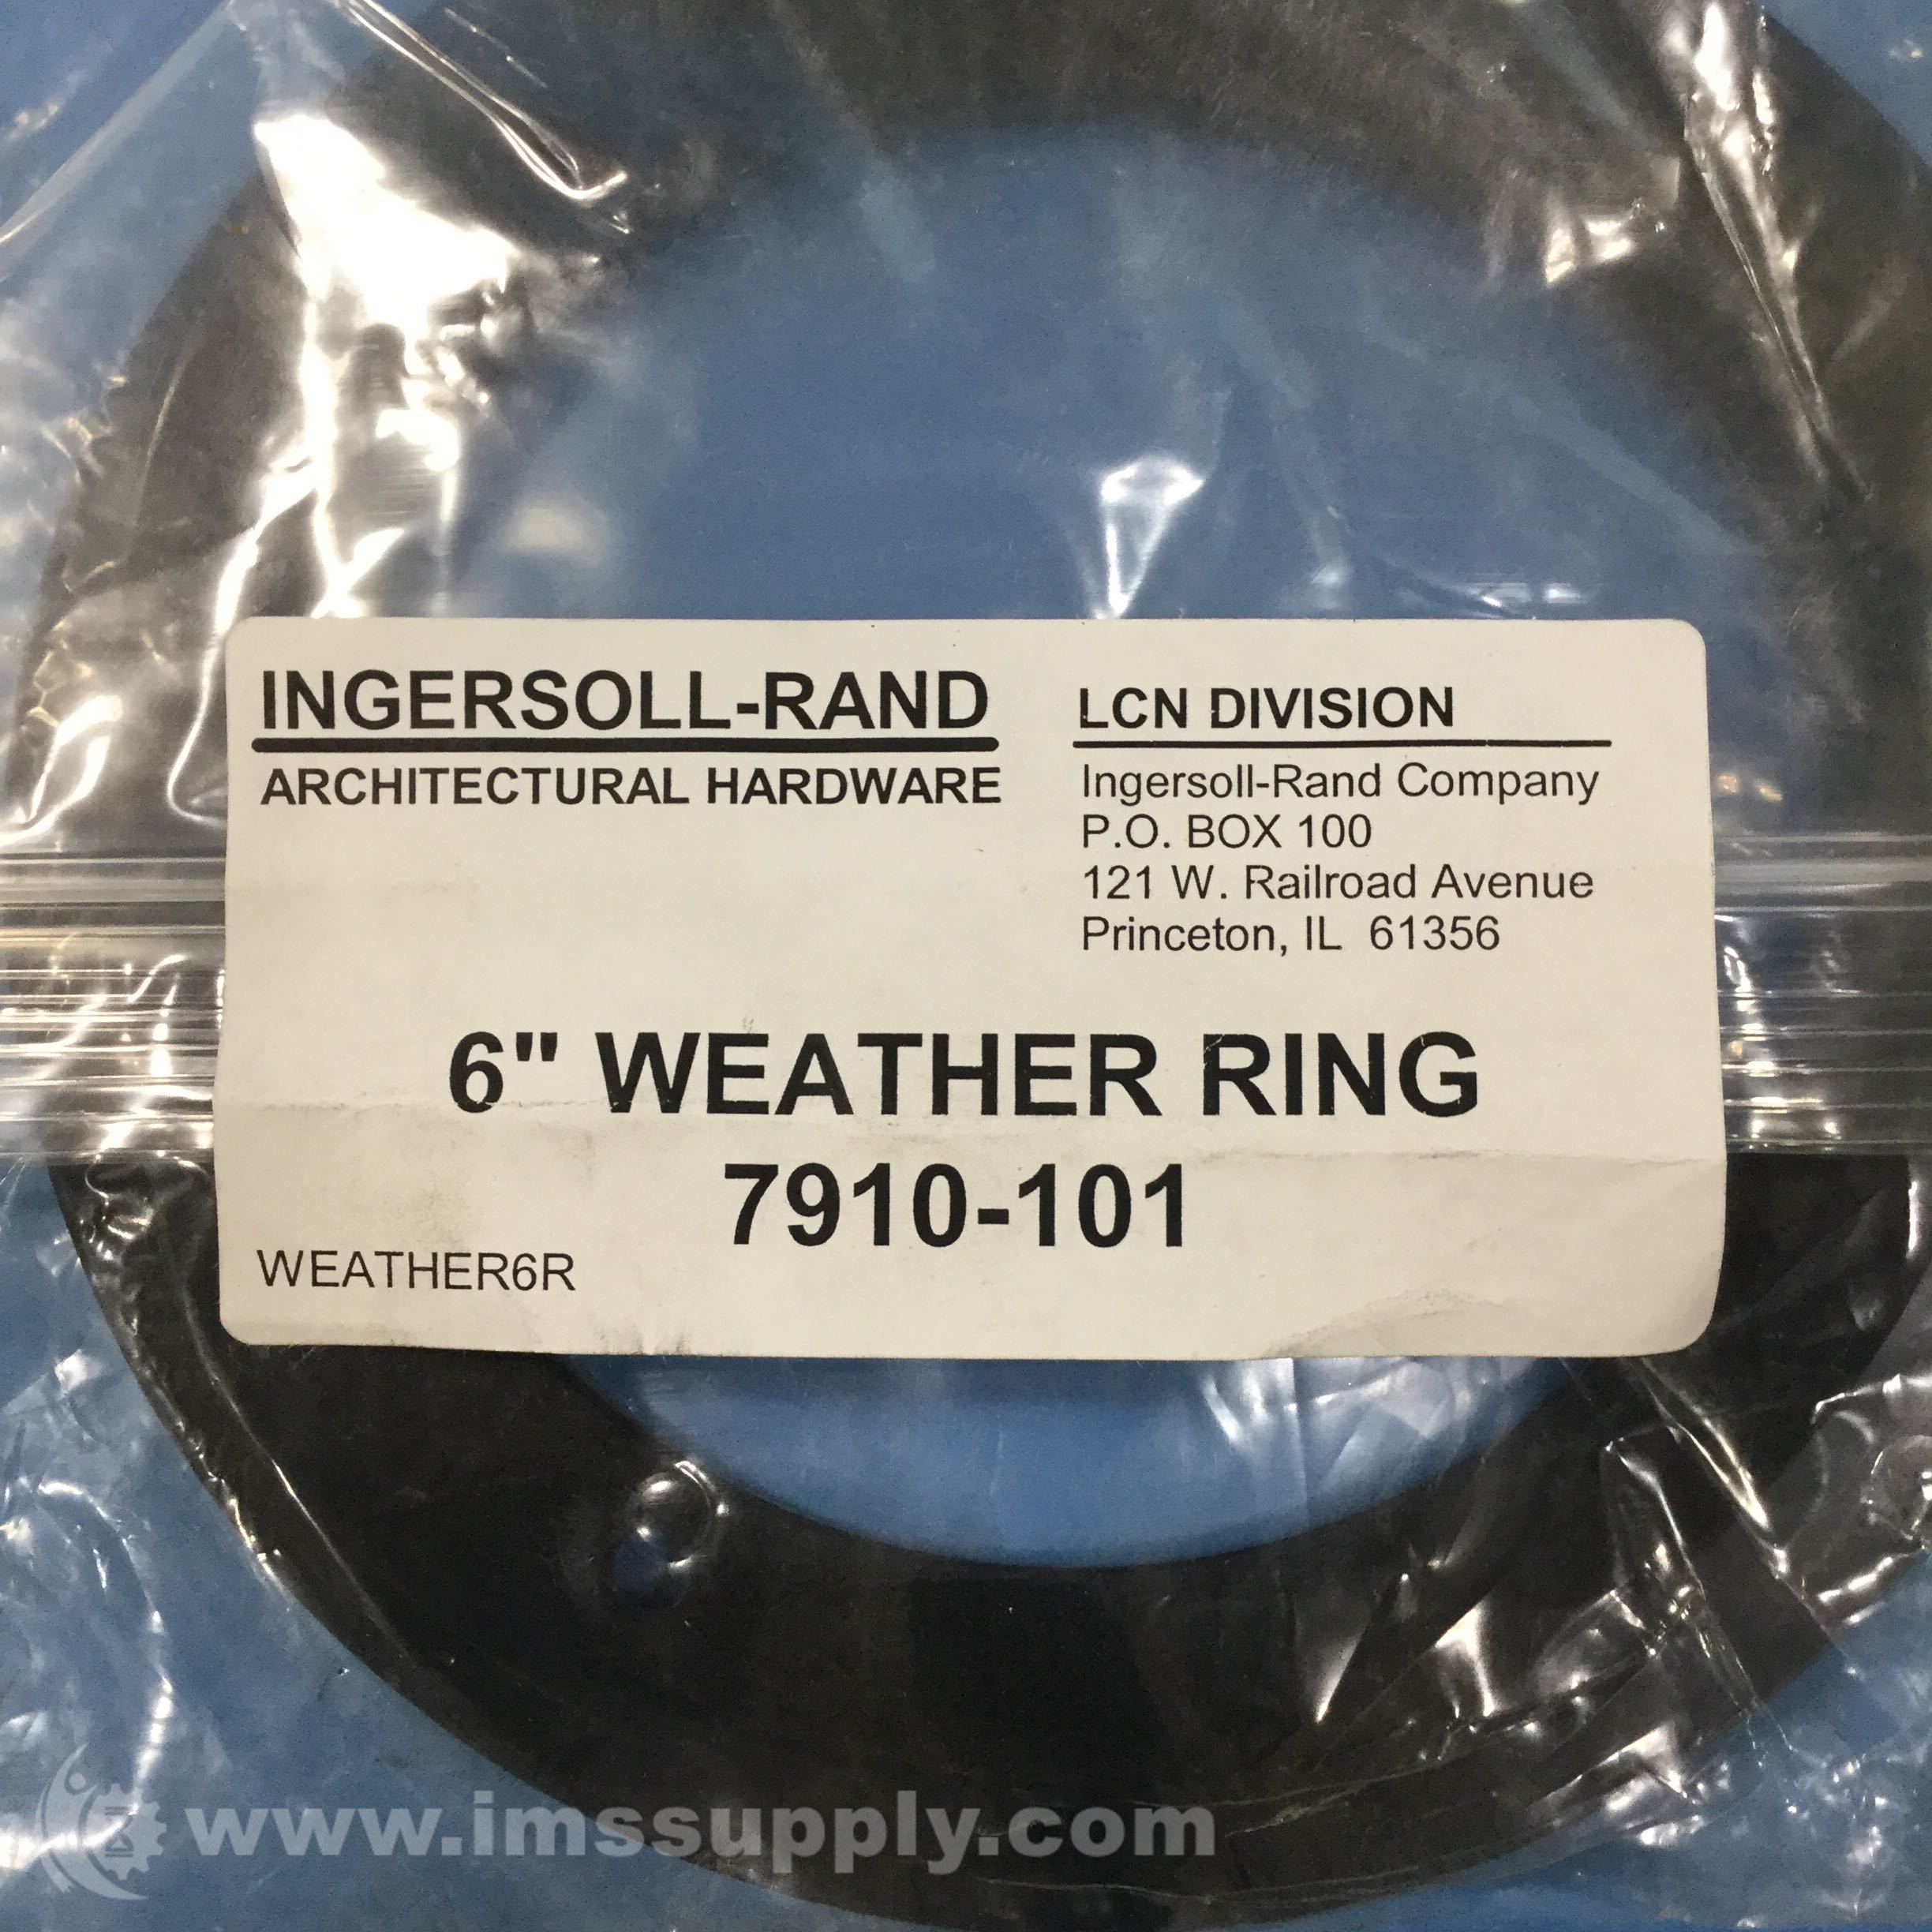 INGERSOLL-RAND
ARCHITECTURAL HARDWARE
LCN DIVISION
Ingersoll-Rand Company
P.O. BOX 100
121 W. Railroad Avenue
Princeton, IL 61356
6" WEATHER RING
7910-101
WEATHER6R
www.imssupply.com